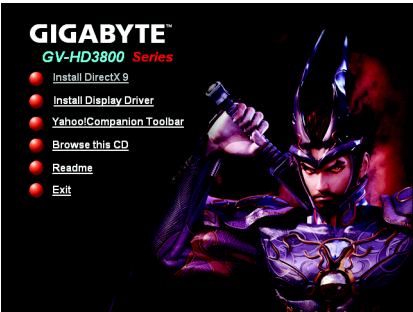 GIGABYTE™
GV-HD3800 Series
Install DirectX 9
Install Display Driver
Yahoo!Companion Toolbar
Browse this CD
Readme
Exit